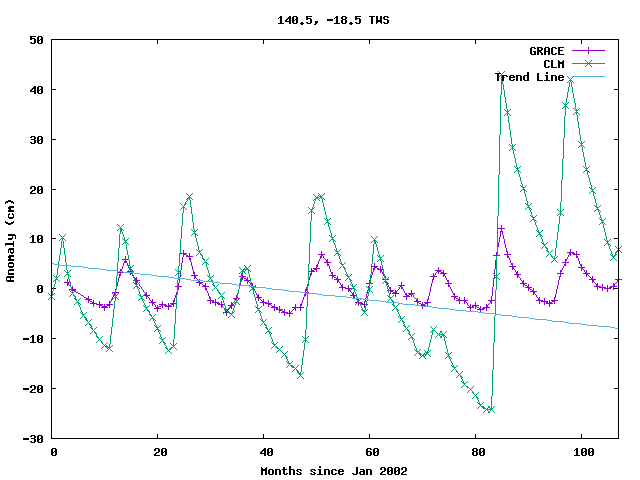 140.5, -18.5 TWS
GRACE
CLM
Trend Line
50
40
30
20
10
0
-10
-20
-30
Anomaly (cm)
0 20 40 60 80 100
Months since Jan 2002